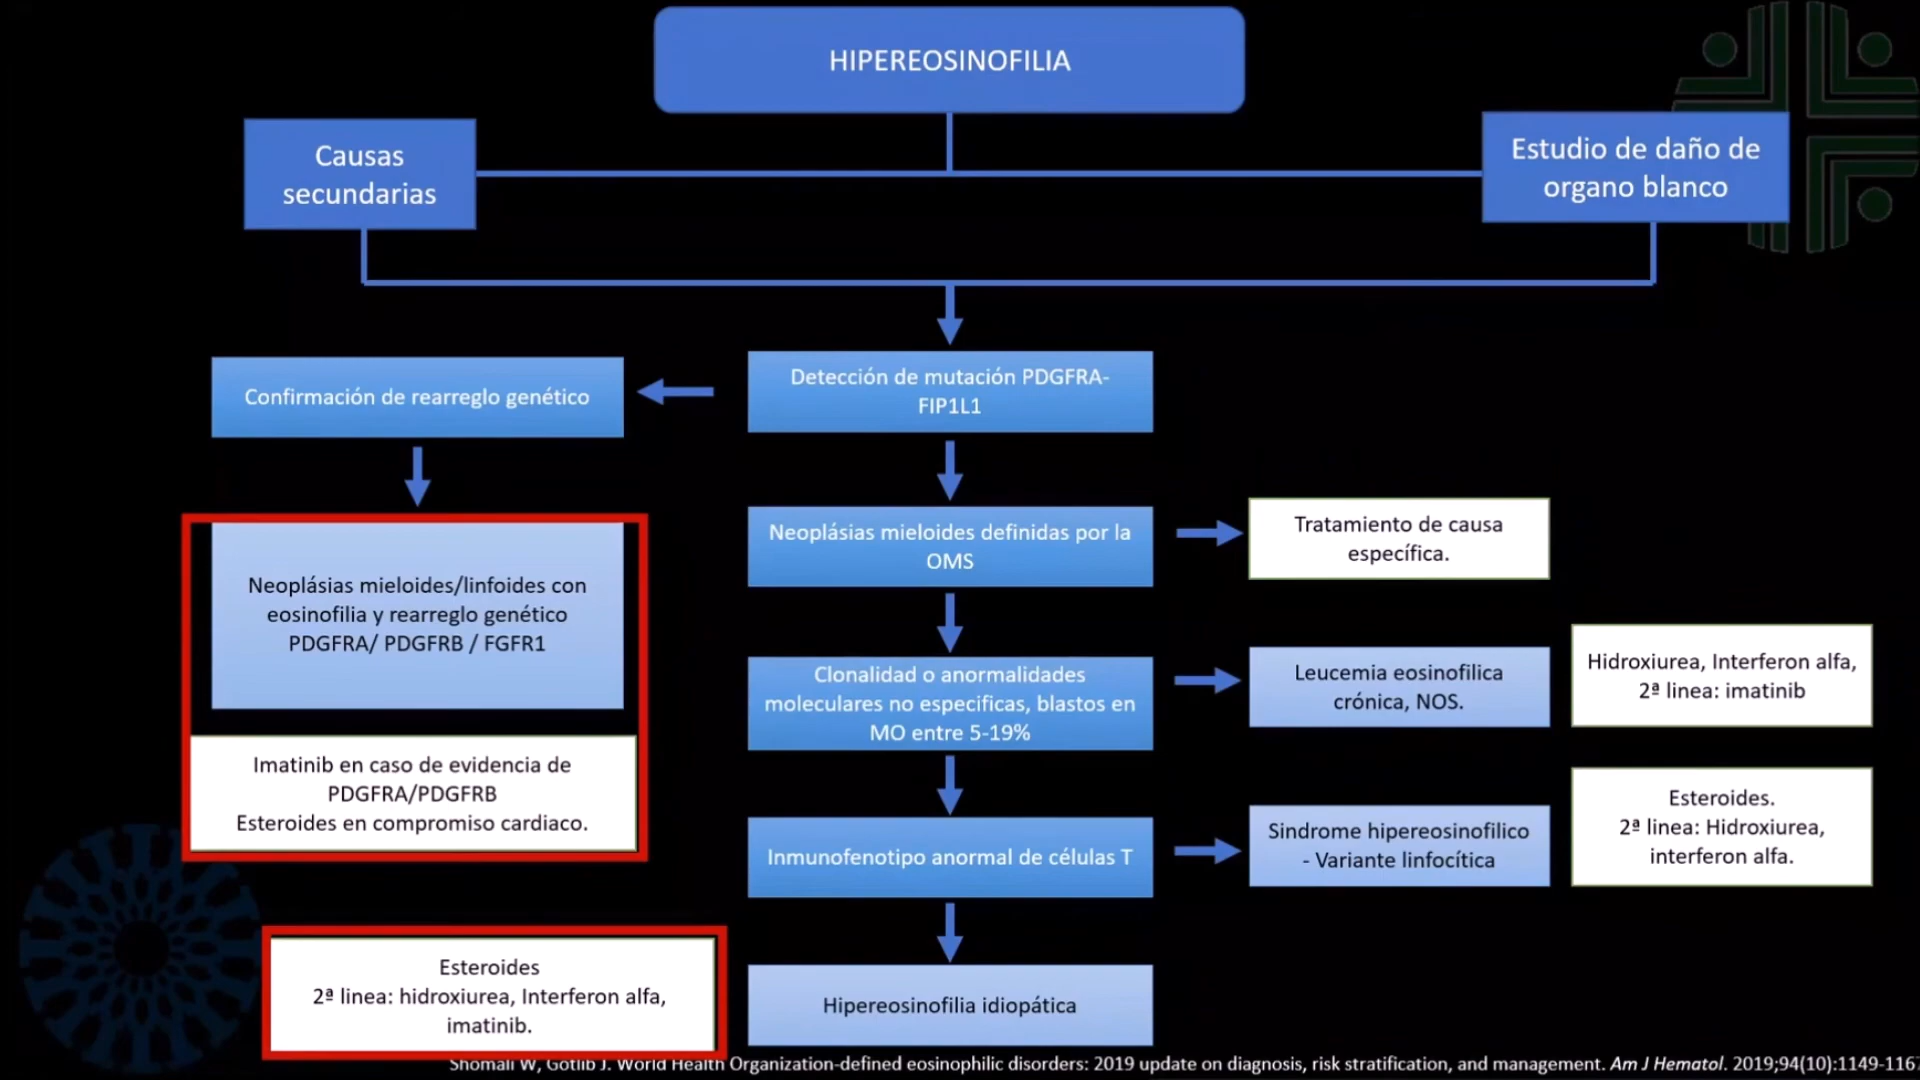 HIPEREOSINOFILIA
Causas
secundarias
Estudio de daño de
organo blanco
Confirmación de rearreglo genético
Detección de mutación PDGFRA-
FIP1L1
Neoplásias mieloides/linfoides con
eosinofilia y rearreglo genético
PDGFRA/ PDGFRB / FGFR1
Imatinib en caso de evidencia de
PDGFRA/PDGFRB
Esteroides en compromiso cardiaco.
Neoplásias mieloides definidas por la
OMS
Tratamiento de causa
específica.
Clonalidad o anormalidades
moleculares no especificas, blastos en
MO entre 5-19%
Leucemia eosinofilica
crónica, NOS.
Hidroxiurea, Interferon alfa,
2ª linea: imatinib
Inmunofenotipo anormal de células T
Sindrome hipereosinofilico
- Variante linfocítica
Esteroides.
2ª linea: Hidroxiurea,
interferon alfa.
Esteroides
2ª linea: hidroxiurea, Interferon alfa,
imatinib.
Hipereosinofilia idiopática
Shomali W, Gotlib J. World Health Organization-defined eosinophilic disorders: 2019 update on diagnosis, risk stratification, and management. Am J Hematol. 2019;94(10):1149-116